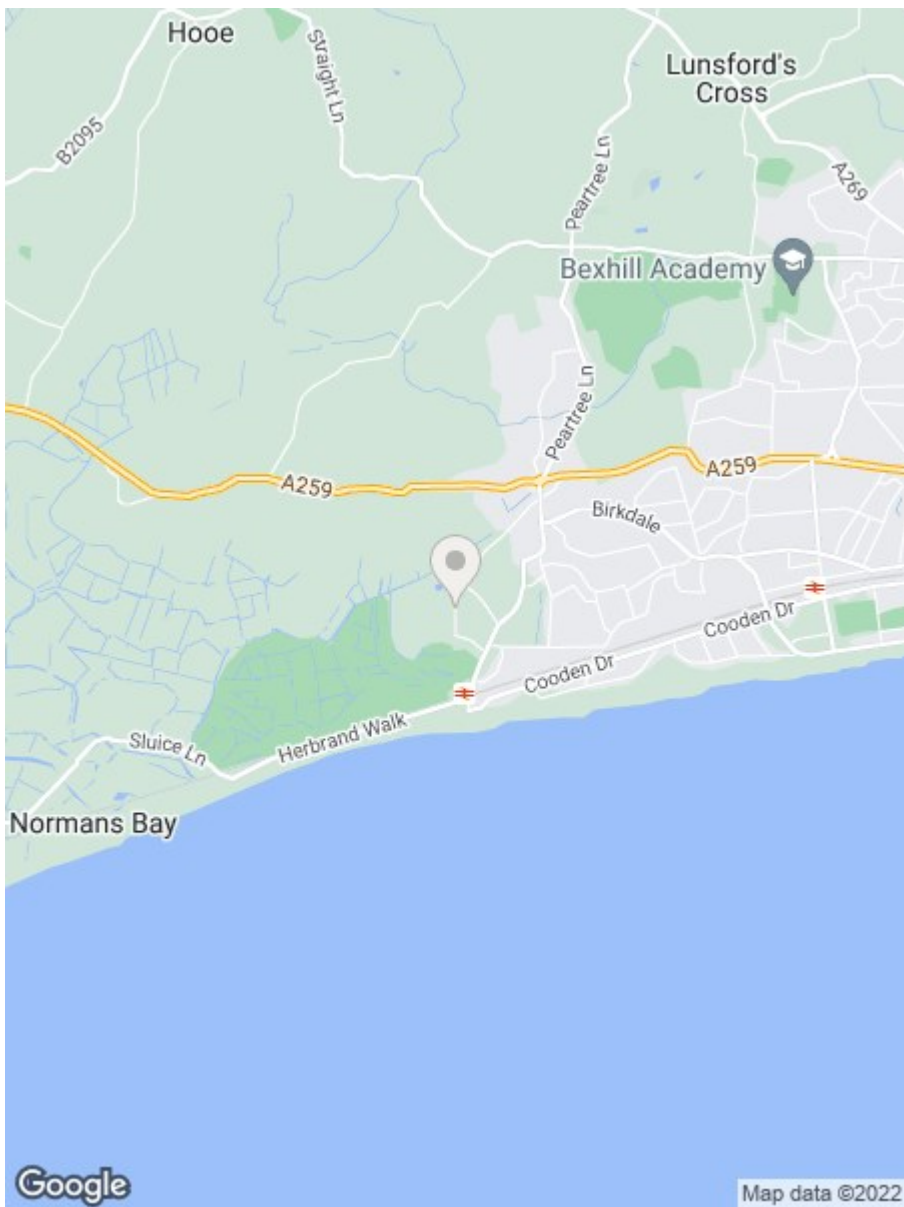 Hooe
Straight Ln
Lunsford's
Cross
B2095
Peartree Ln
A269
Bexhill Academy
Peartree Ln
A259
A259
Birkdale
Cooden Dr
Cooden Dr
Herbrand Walk
Sluice Ln
Normans Bay
Google
Map data ©2022